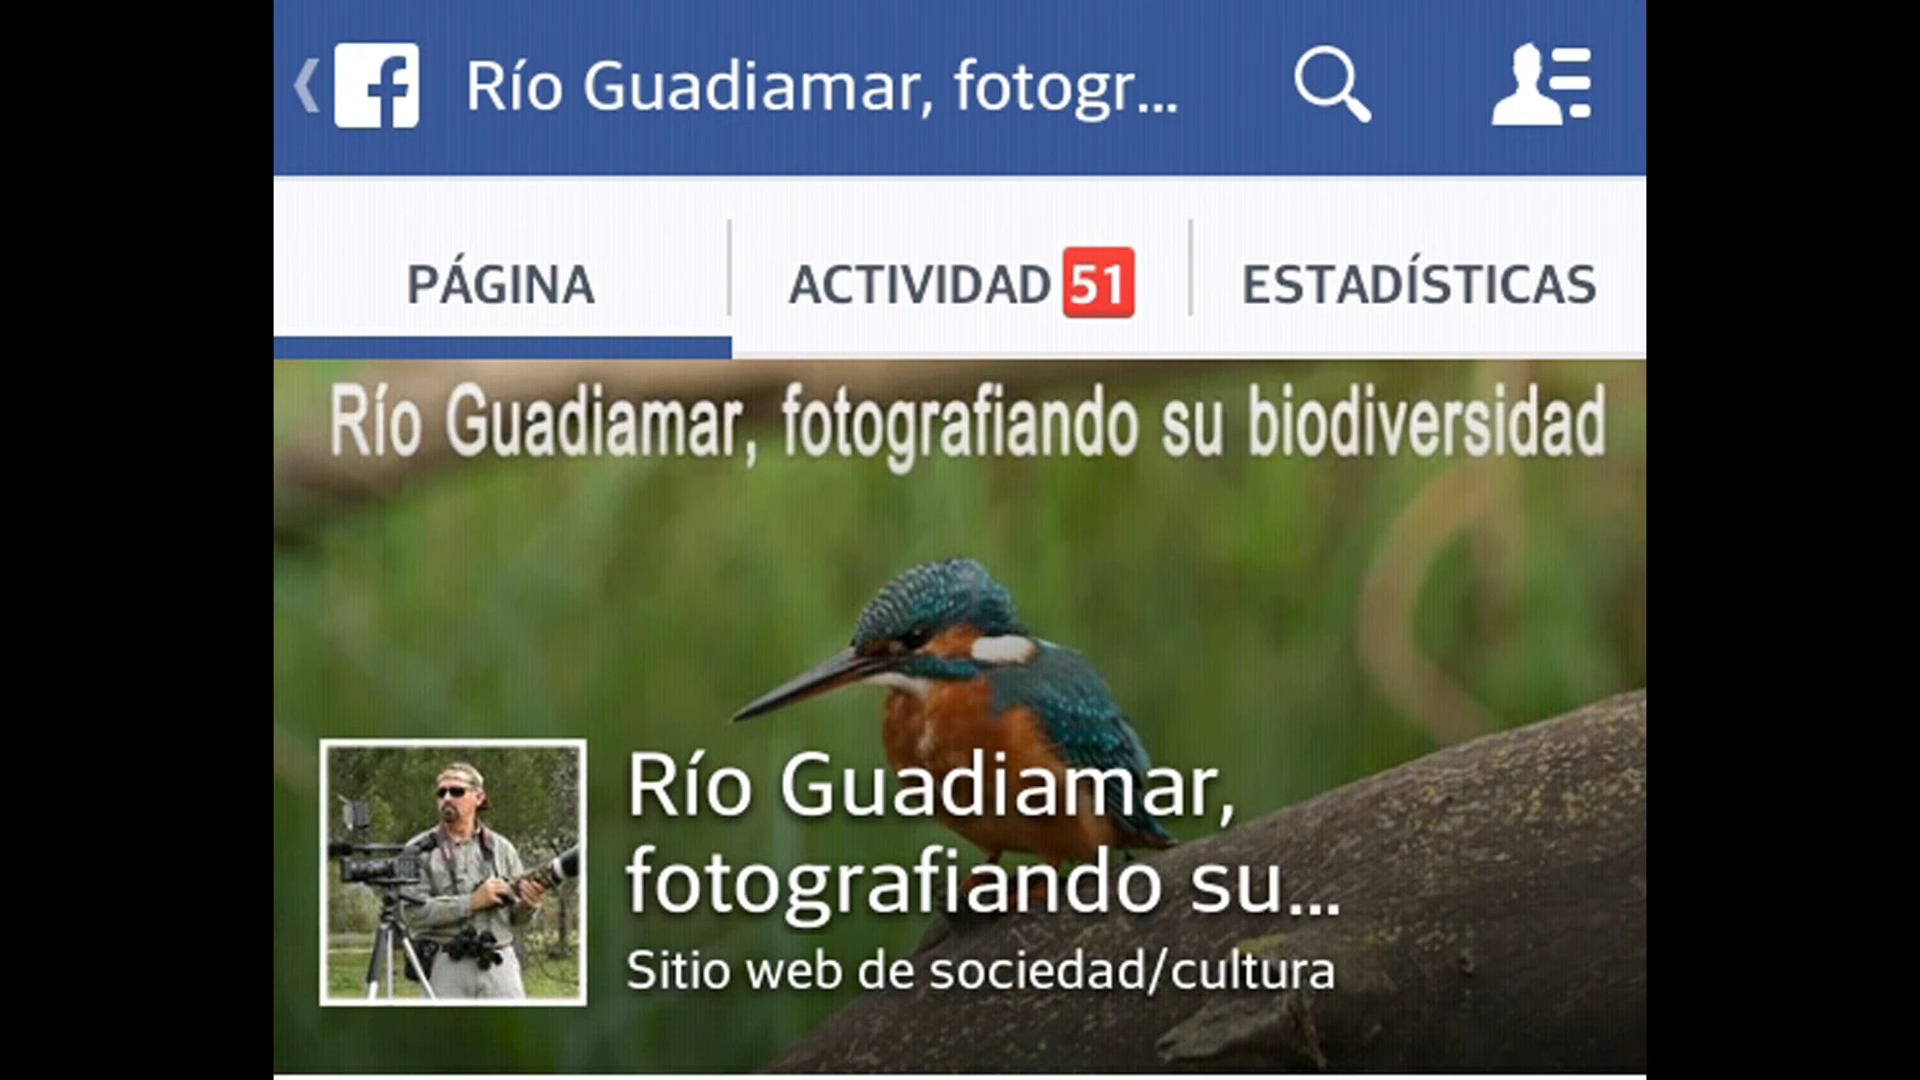 Río Guadiamar, fotogr...
PÁGINA
ACTIVIDAD 51
ESTADÍSTICAS
Río Guadiamar, fotografiando su biodiversidad
Río Guadiamar,
fotografiando su...
Sitio web de sociedad/cultura